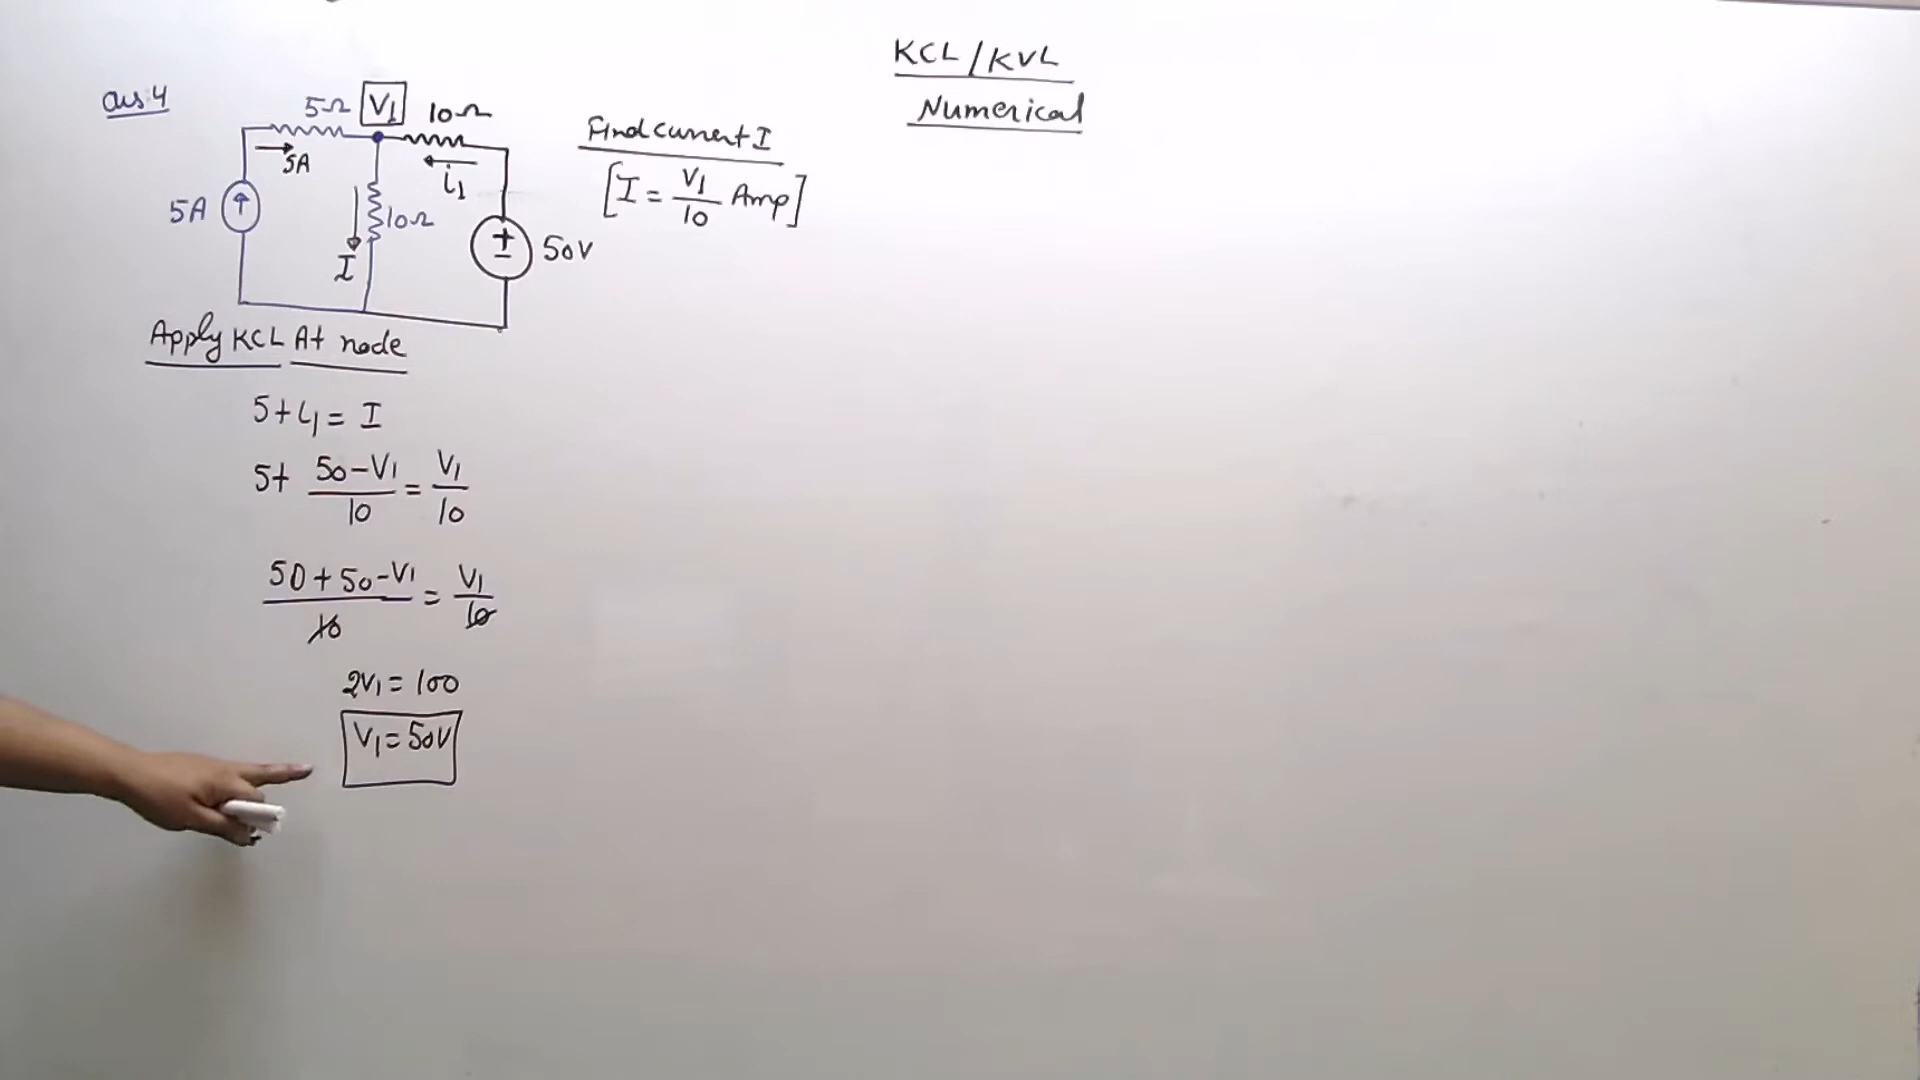 KCL/KVL
Numerical
Qus:4
5Ω V1 10Ω
5A
i1
5A
10Ω
I
+
-
50V
Find current I
[I = V1/10 Amp]
Apply KCL At node
5+i1 = I
5+ 50-V1/10 = V1/10
50+50-V1/10 = V1/10
2V1 = 100
V1 = 50V